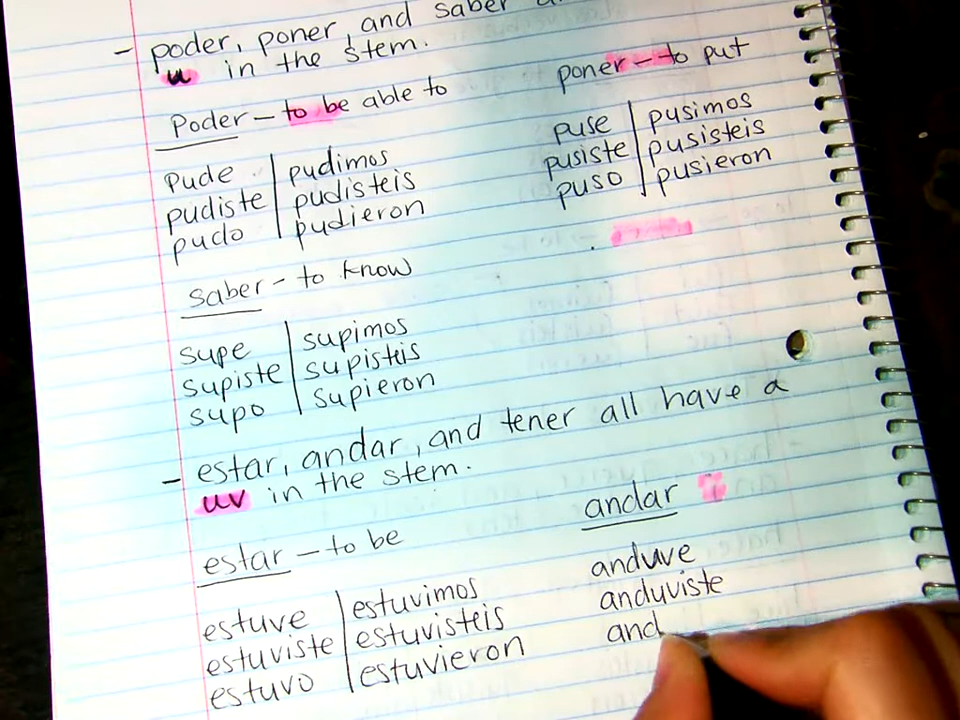 - poder, poner, and saber
u in the stem.
Poder - to be able to
pude | pudimos
pudiste | pudisteis
pudo | pudieron
poner - to put
puse | pusimos
pusiste | pusisteis
puso | pusieron
saber - to know
supe | supimos
supiste | supisteis
supo | supieron
- estar, andar, and tener all have a
uv in the stem.
estar - to be
estuve | estuvimos
estuviste | estuvisteis
estuvo | estuvieron
andar
anduve
anduviste
and